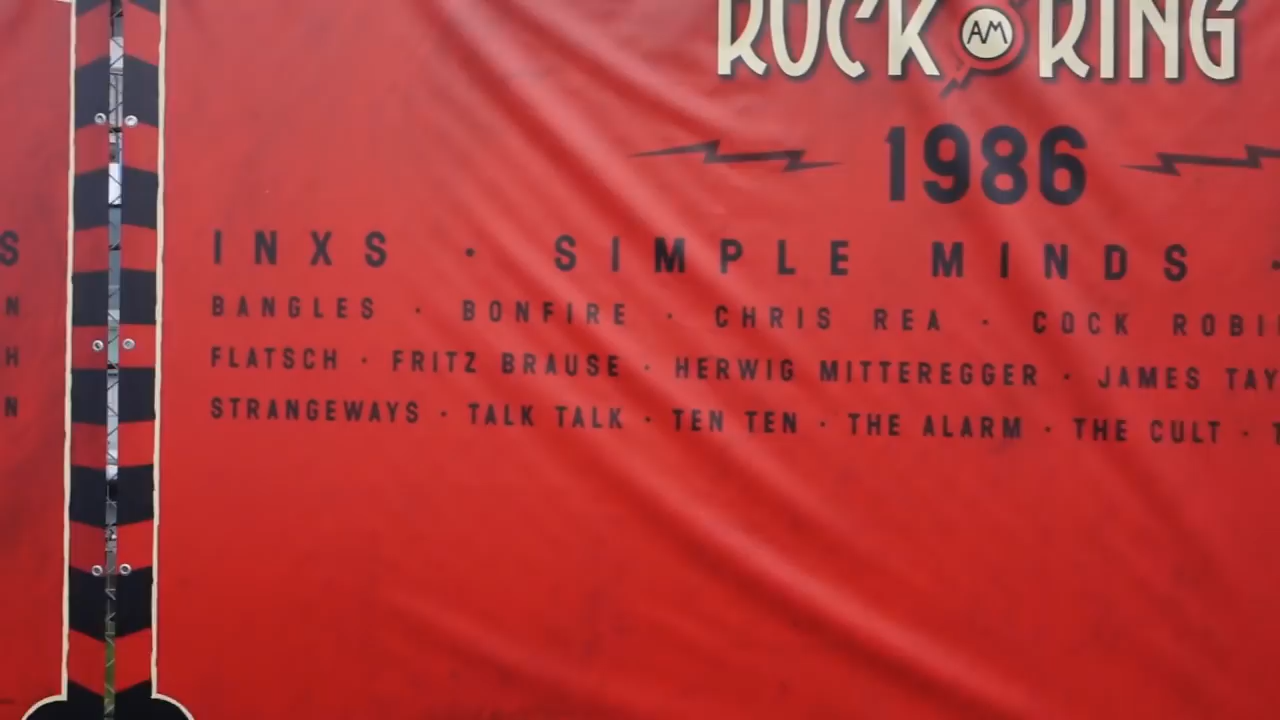 ROCK AM RING
1986
INXS · SIMPLE MINDS ·
BANGLES · BONFIRE · CHRIS REA · COCK
FLATSCH · FRITZ BRAUSE · HERWIG MITTEREGGER · JAMES
STRANGEWAYS · TALK TALK · TEN TEN · THE ALARM · THE CULT ·